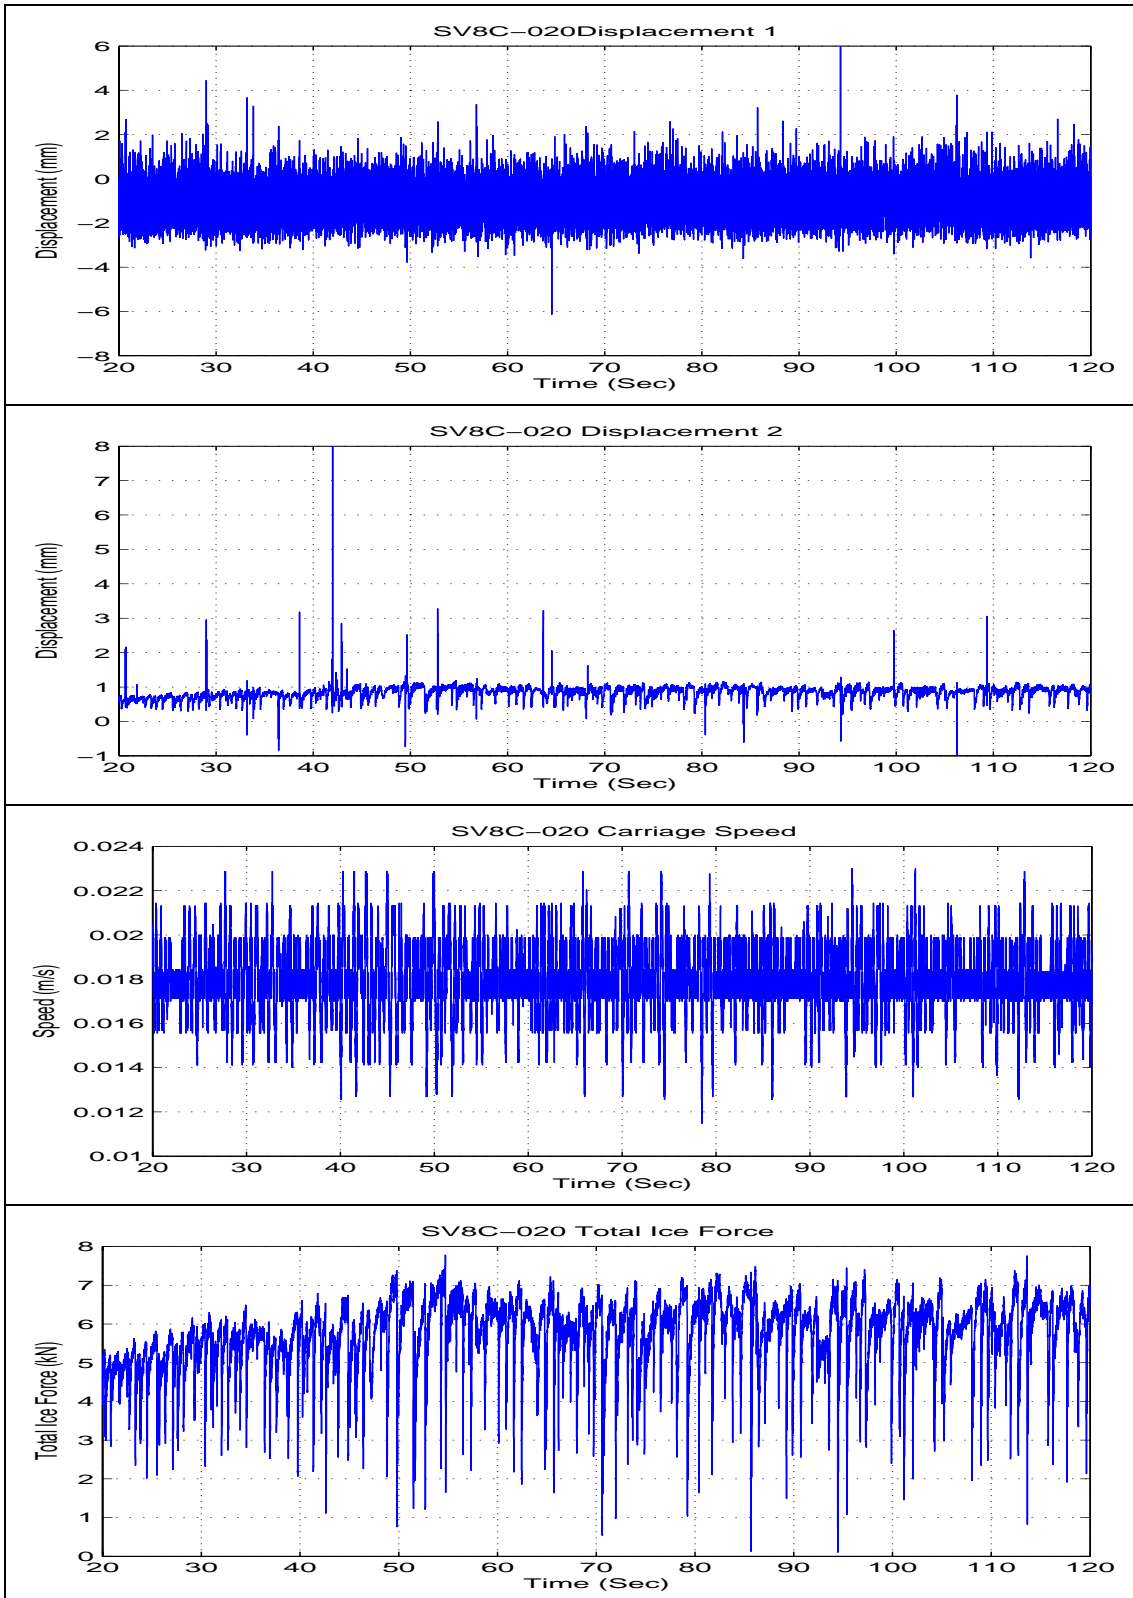 SV8C−020Displacement 1
6
4
2
0
−2
−4
−6
−8
Displacement (mm)
20 30 40 50 60 70 80 90 100 110 120
Time (Sec)
SV8C−020 Displacement 2
8
7
6
5
4
3
2
1
0
−1
Displacement (mm)
20 30 40 50 60 70 80 90 100 110 120
Time (Sec)
SV8C−020 Carriage Speed
0.024
0.022
0.02
0.018
0.016
0.014
0.012
0.01
Speed (m/s)
20 30 40 50 60 70 80 90 100 110 120
Time (Sec)
SV8C−020 Total Ice Force
8
7
6
5
4
3
2
1
0
Total Ice Force (kN)
20 30 40 50 60 70 80 90 100 110 120
Time (Sec)